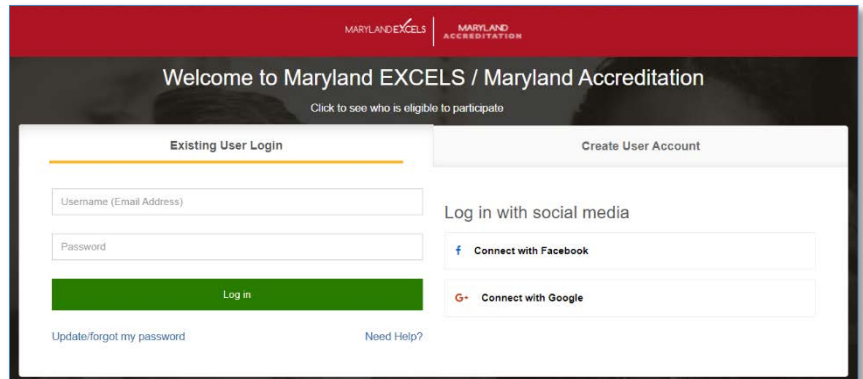 MARYLAND EXCELS
MARYLAND
ACCREDITATION
Welcome to Maryland EXCELS / Maryland Accreditation
Click to see who is eligible to participate
Existing User Login
Create User Account
Username (Email Address)
Password
Log in
Update/forgot my password
Need Help?
Log in with social media
f Connect with Facebook
G+ Connect with Google